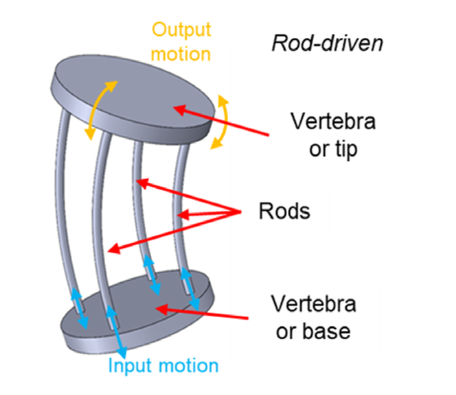 Output
motion
Rod-driven
Vertebra
or tip
Rods
Vertebra
or base
Input motion